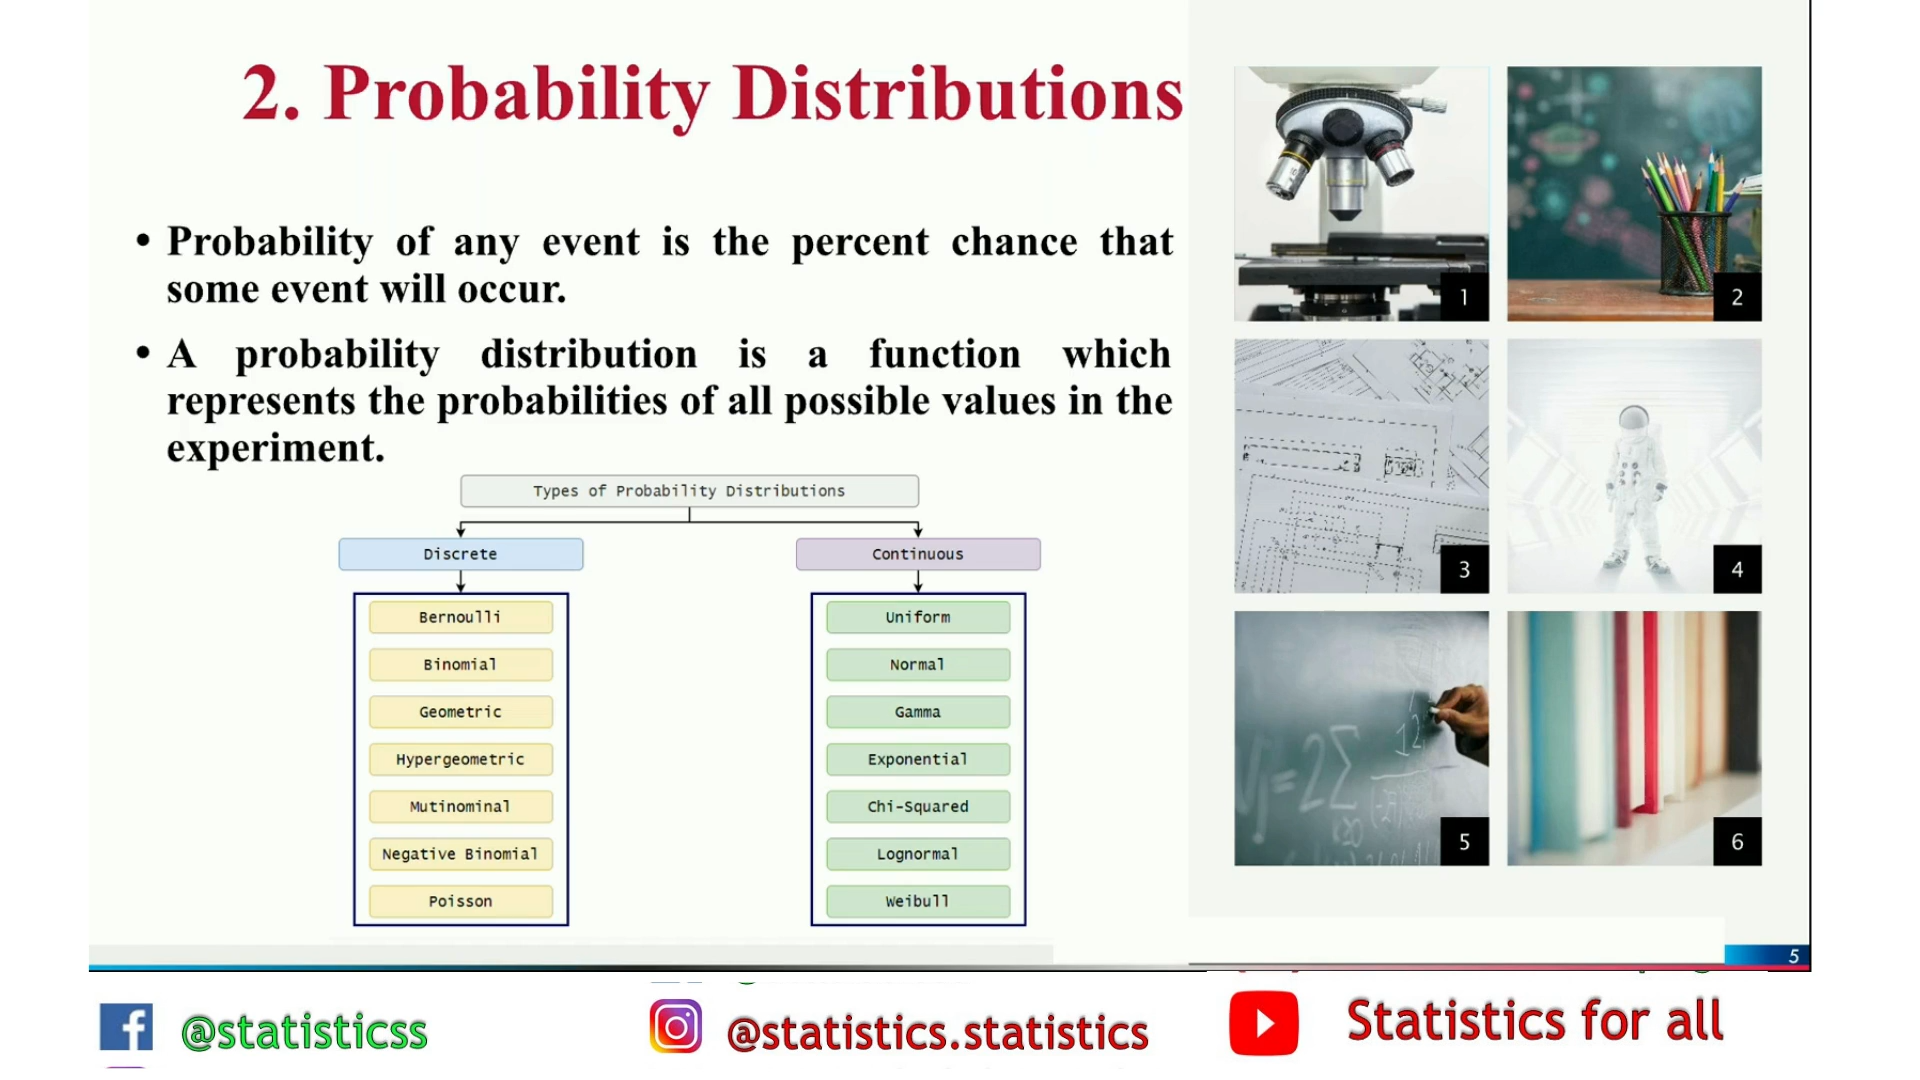 2. Probability Distributions
• Probability of any event is the percent chance that
some event will occur.
• A probability distribution is a function which
represents the probabilities of all possible values in the
experiment.
Types of Probability Distributions
Discrete
Continuous
Bernoulli
Binomial
Geometric
Hypergeometric
Mutinominal
Negative Binomial
Poisson
Uniform
Normal
Gamma
Exponential
Chi-Squared
Lognormal
Weibull
1
2
3
4
5
6
5
@statisticss
@statistics.statistics
Statistics for all